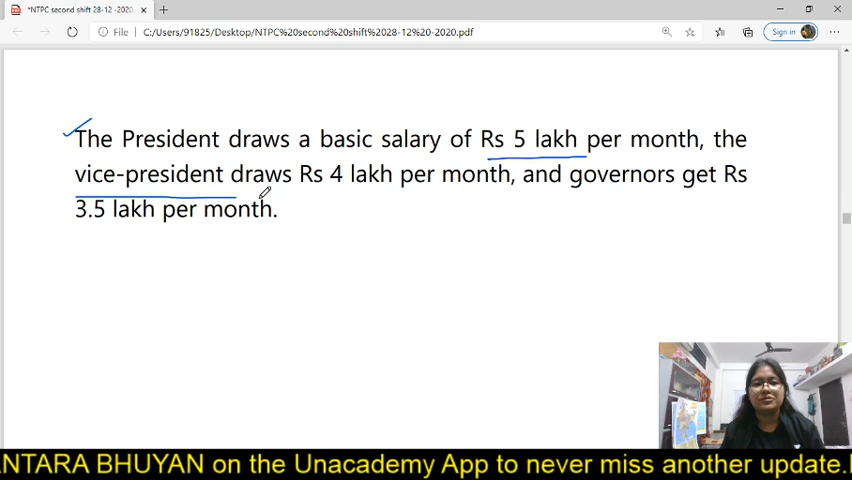 *NTPC second shift 28-12 -2020.
File
C:/Users/91825/Desktop/NTPC%20second%20shift%2028-12%20-2020.pdf
Sign in
The President draws a basic salary of Rs 5 lakh per month, the
vice-president draws Rs 4 lakh per month, and governors get Rs
3.5 lakh per month.
ANTARA BHUYAN on the Unacademy App to never miss another update.